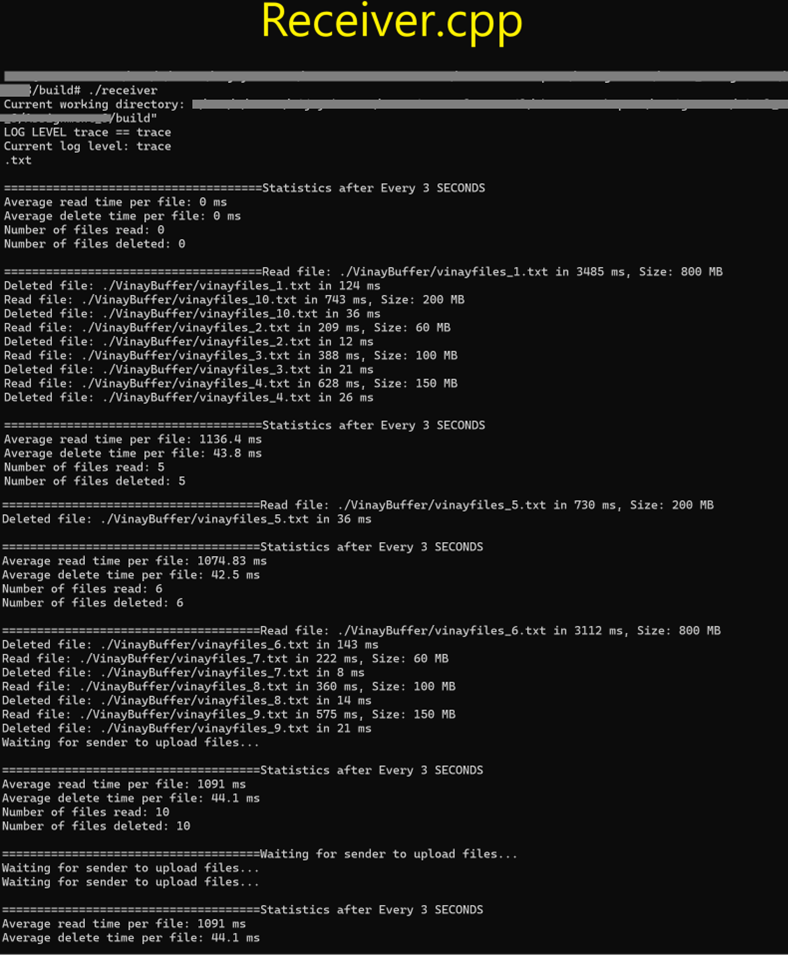 Receiver.cpp
/build# ./receiver
Current working directory:
/build"
LOG LEVEL trace == trace
Current log level: trace
.txt
=====================================Statistics after Every 3 SECONDS
Average read time per file: 0 ms
Average delete time per file: 0 ms
Number of files read: 0
Number of files deleted: 0
=====================================Read file: ./VinayBuffer/vinayfiles_1.txt in 3485 ms, Size: 800 MB
Deleted file: ./VinayBuffer/vinayfiles_1.txt in 124 ms
Read file: ./VinayBuffer/vinayfiles_10.txt in 743 ms, Size: 200 MB
Deleted file: ./VinayBuffer/vinayfiles_10.txt in 36 ms
Read file: ./VinayBuffer/vinayfiles_2.txt in 209 ms, Size: 60 MB
Deleted file: ./VinayBuffer/vinayfiles_2.txt in 12 ms
Read file: ./VinayBuffer/vinayfiles_3.txt in 388 ms, Size: 100 MB
Deleted file: ./VinayBuffer/vinayfiles_3.txt in 21 ms
Read file: ./VinayBuffer/vinayfiles_4.txt in 628 ms, Size: 150 MB
Deleted file: ./VinayBuffer/vinayfiles_4.txt in 26 ms
=====================================Statistics after Every 3 SECONDS
Average read time per file: 1136.4 ms
Average delete time per file: 43.8 ms
Number of files read: 5
Number of files deleted: 5
=====================================Read file: ./VinayBuffer/vinayfiles_5.txt in 730 ms, Size: 200 MB
Deleted file: ./VinayBuffer/vinayfiles_5.txt in 36 ms
=====================================Statistics after Every 3 SECONDS
Average read time per file: 1074.83 ms
Average delete time per file: 42.5 ms
Number of files read: 6
Number of files deleted: 6
=====================================Read file: ./VinayBuffer/vinayfiles_6.txt in 3112 ms, Size: 800 MB
Deleted file: ./VinayBuffer/vinayfiles_6.txt in 143 ms
Read file: ./VinayBuffer/vinayfiles_7.txt in 222 ms, Size: 60 MB
Deleted file: ./VinayBuffer/vinayfiles_7.txt in 8 ms
Read file: ./VinayBuffer/vinayfiles_8.txt in 360 ms, Size: 100 MB
Deleted file: ./VinayBuffer/vinayfiles_8.txt in 14 ms
Read file: ./VinayBuffer/vinayfiles_9.txt in 575 ms, Size: 150 MB
Deleted file: ./VinayBuffer/vinayfiles_9.txt in 21 ms
Waiting for sender to upload files...
=====================================Statistics after Every 3 SECONDS
Average read time per file: 1091 ms
Average delete time per file: 44.1 ms
Number of files read: 10
Number of files deleted: 10
=====================================Waiting for sender to upload files...
Waiting for sender to upload files...
Waiting for sender to upload files...
=====================================Statistics after Every 3 SECONDS
Average read time per file: 1091 ms
Average delete time per file: 44.1 ms